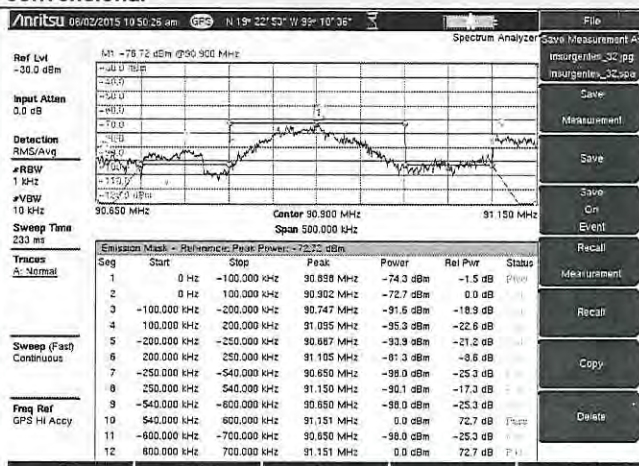 /Inritsu 06/02/2015 10:50:26 am GPS N 19° 22' 53" W 99° 10' 36"
Spectrum Analyzer
Ref Lvl
-30.0 dBm
Input Atten
0.0 dB
Detection
RMS/Avg
#RBW
1 kHz
#VBW
10 kHz
Sweep Time
233 ms
Traces
A: Normal
Sweep (Fast)
Continuous
Freq Ref
GPS Hi Accy
M1 -76.72 dBm @90.900 MHz
1
90.650 MHz Center 90.900 MHz 91.150 MHz
Span 500.000 kHz
Emission Mask - Reference: Peak Power: -72.72 dBm
Seg Start Stop Peak Power Rel Pwr Status
1 0 Hz -100.000 kHz 90.898 MHz -74.3 dBm -1.5 dB
2 0 Hz 100.000 kHz 90.902 MHz -72.7 dBm 0.0 dB
3 -100.000 kHz -200.000 kHz 90.747 MHz -91.6 dBm -18.9 dB
4 100.000 kHz 200.000 kHz 91.095 MHz -95.3 dBm -22.6 dB
5 -200.000 kHz -250.000 kHz 90.687 MHz -93.9 dBm -21.2 dB
6 200.000 kHz 250.000 kHz 91.105 MHz -81.3 dBm -8.6 dB
7 -250.000 kHz -540.000 kHz 90.650 MHz -98.0 dBm -25.3 dB
8 250.000 kHz 540.000 kHz 91.150 MHz -90.1 dBm -17.3 dB
9 -540.000 kHz -600.000 kHz 90.650 MHz -98.0 dBm -25.3 dB
10 540.000 kHz 600.000 kHz 91.151 MHz 0.0 dBm 72.7 dB Pass
11 -600.000 kHz -700.000 kHz 90.650 MHz -98.0 dBm -25.3 dB
12 600.000 kHz 700.000 kHz 91.151 MHz 0.0 dBm 72.7 dB
File
Save Measurement A
Insurgentes_32.jpg
Insurgentes_32.spa
Save
Measurement
Save
Save
On
Event
Recall
Measurement
Recall
Copy
Delete